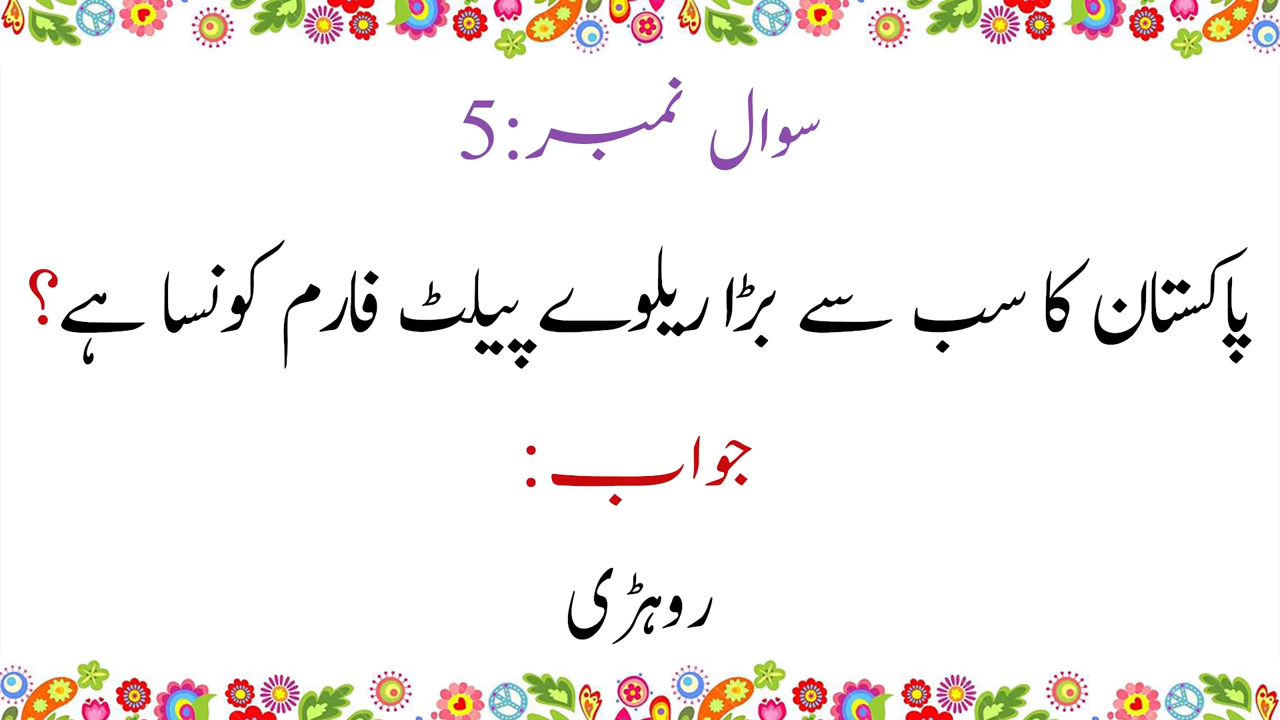 سوال نمبر:5
پاکستان کا سب سے بڑا ریلوے پیلٹ فارم کونسا ہے؟
جواب:
روہڑی